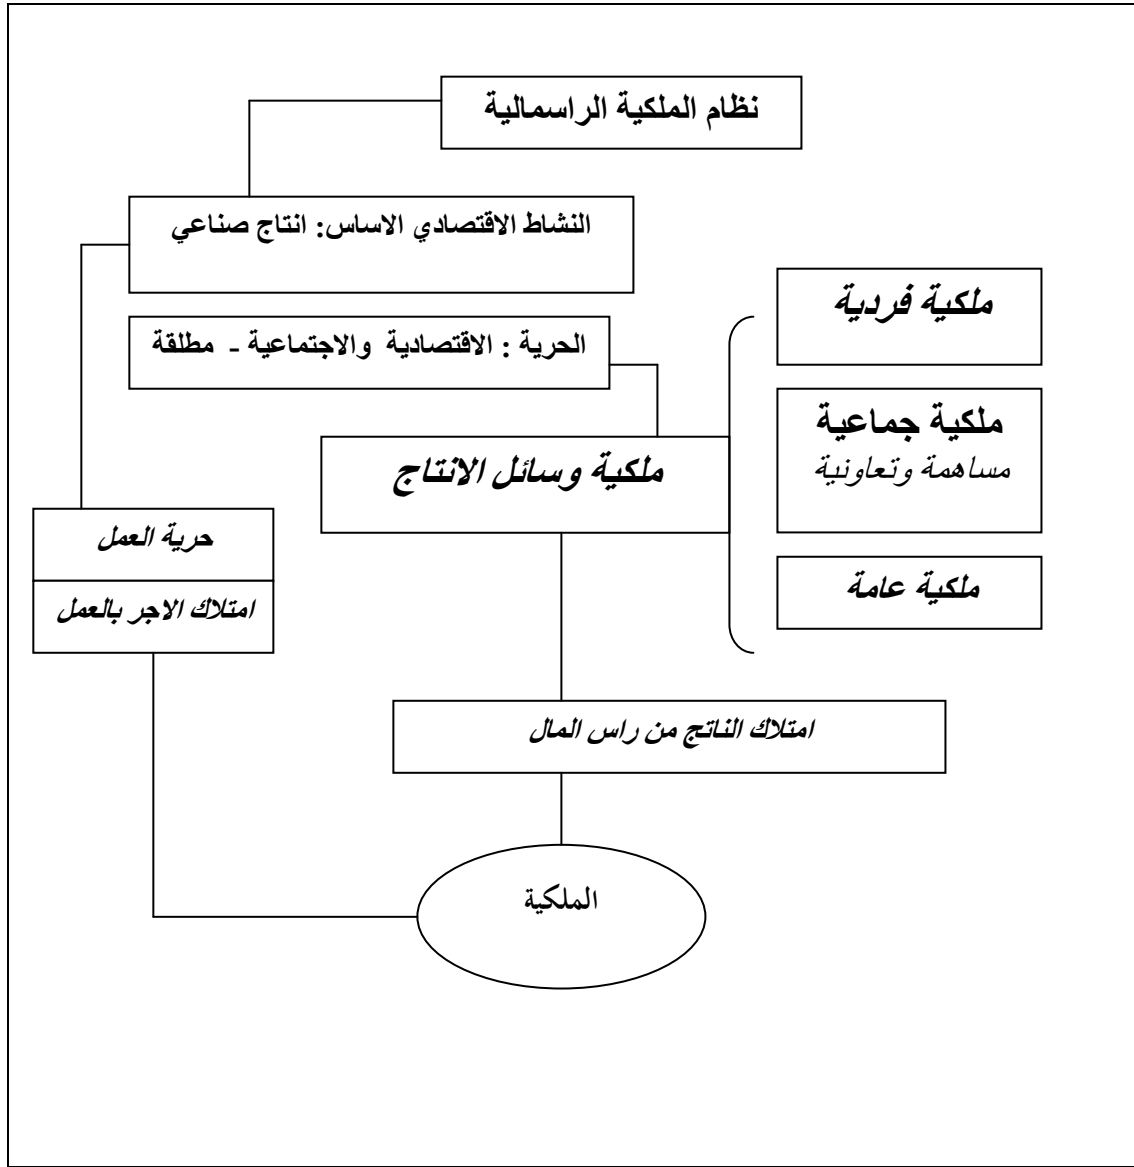 نظام الملكية الراسمالية
النشاط الاقتصادي الاساس: انتاج صناعي
الحرية : الاقتصادية والاجتماعية - مطلقة
ملكية فردية
ملكية جماعية
مساهمة وتعاونية
ملكية عامة
ملكية وسائل الانتاج
حرية العمل
امتلاك الاجر بالعمل
امتلاك الناتج من راس المال
الملكية